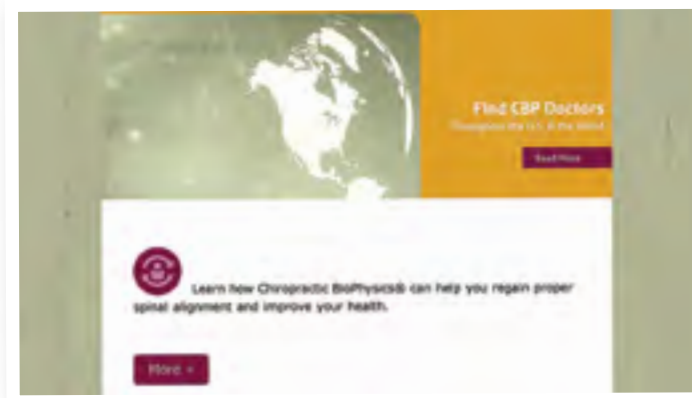 Find CBP Doctors
Throughout the U.S. & the World
Read More
Learn how Chiropractic BioPhysics® can help you regain proper
spinal alignment and improve your health.
More »